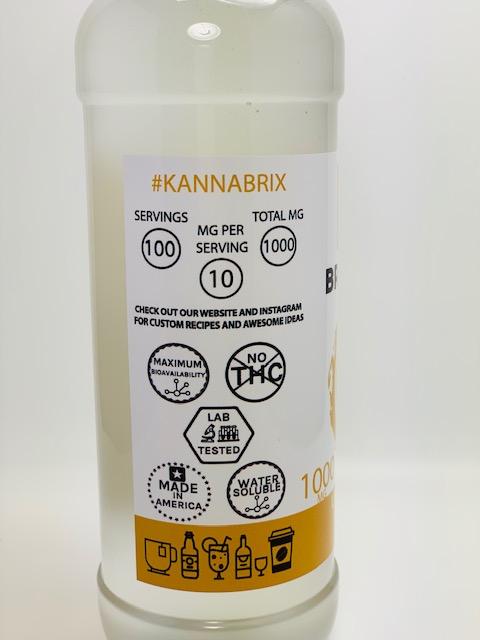 #KANNABRIX
SERVINGS
100
MG PER
SERVING
10
TOTAL MG
1000
CHECK OUT OUR WEBSITE AND INSTAGRAM
FOR CUSTOM RECIPES AND AWESOME IDEAS
MAXIMUM
BIOAVAILABILITY
NO
THC
LAB
TESTED
MADE
IN
AMERICA
WATER
SOLUBLE
1000